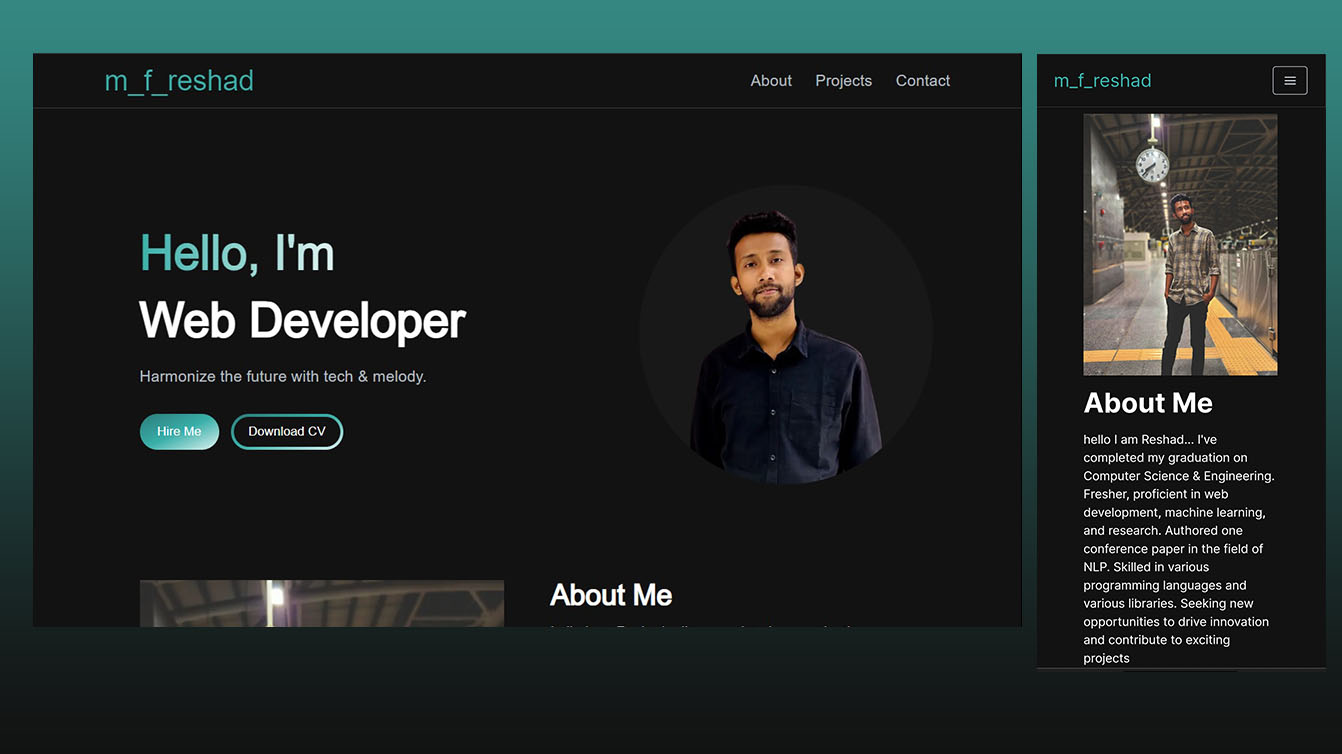 m_f_reshad
About Projects Contact
Hello, I'm
Web Developer
Harmonize the future with tech & melody.
Hire Me Download CV
About Me
m_f_reshad
About Me
hello I am Reshad... I've
completed my graduation on
Computer Science & Engineering.
Fresher, proficient in web
development, machine learning,
and research. Authored one
conference paper in the field of
NLP. Skilled in various
programming languages and
various libraries. Seeking new
opportunities to drive innovation
and contribute to exciting
projects